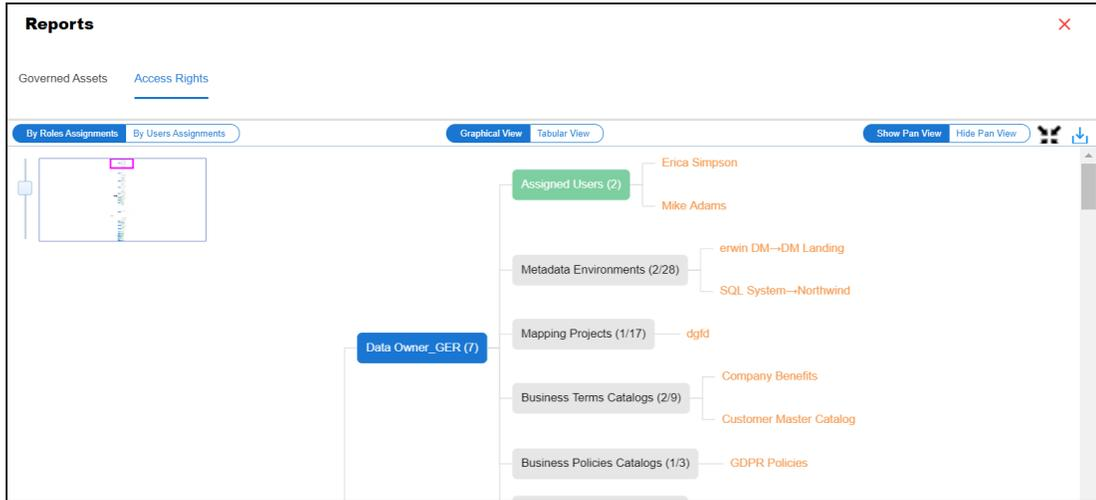 Reports
Governed Assets Access Rights
By Roles Assignments By Users Assignments Graphical View Tabular View Show Pan View Hide Pan View
Erica Simpson
Assigned Users (2)
Mike Adams
erwin DM→DM Landing
Metadata Environments (2/28)
SQL System→Northwind
Mapping Projects (1/17) dgfd
Data Owner_GER (7)
Company Benefits
Business Terms Catalogs (2/9)
Customer Master Catalog
Business Policies Catalogs (1/3) GDPR Policies